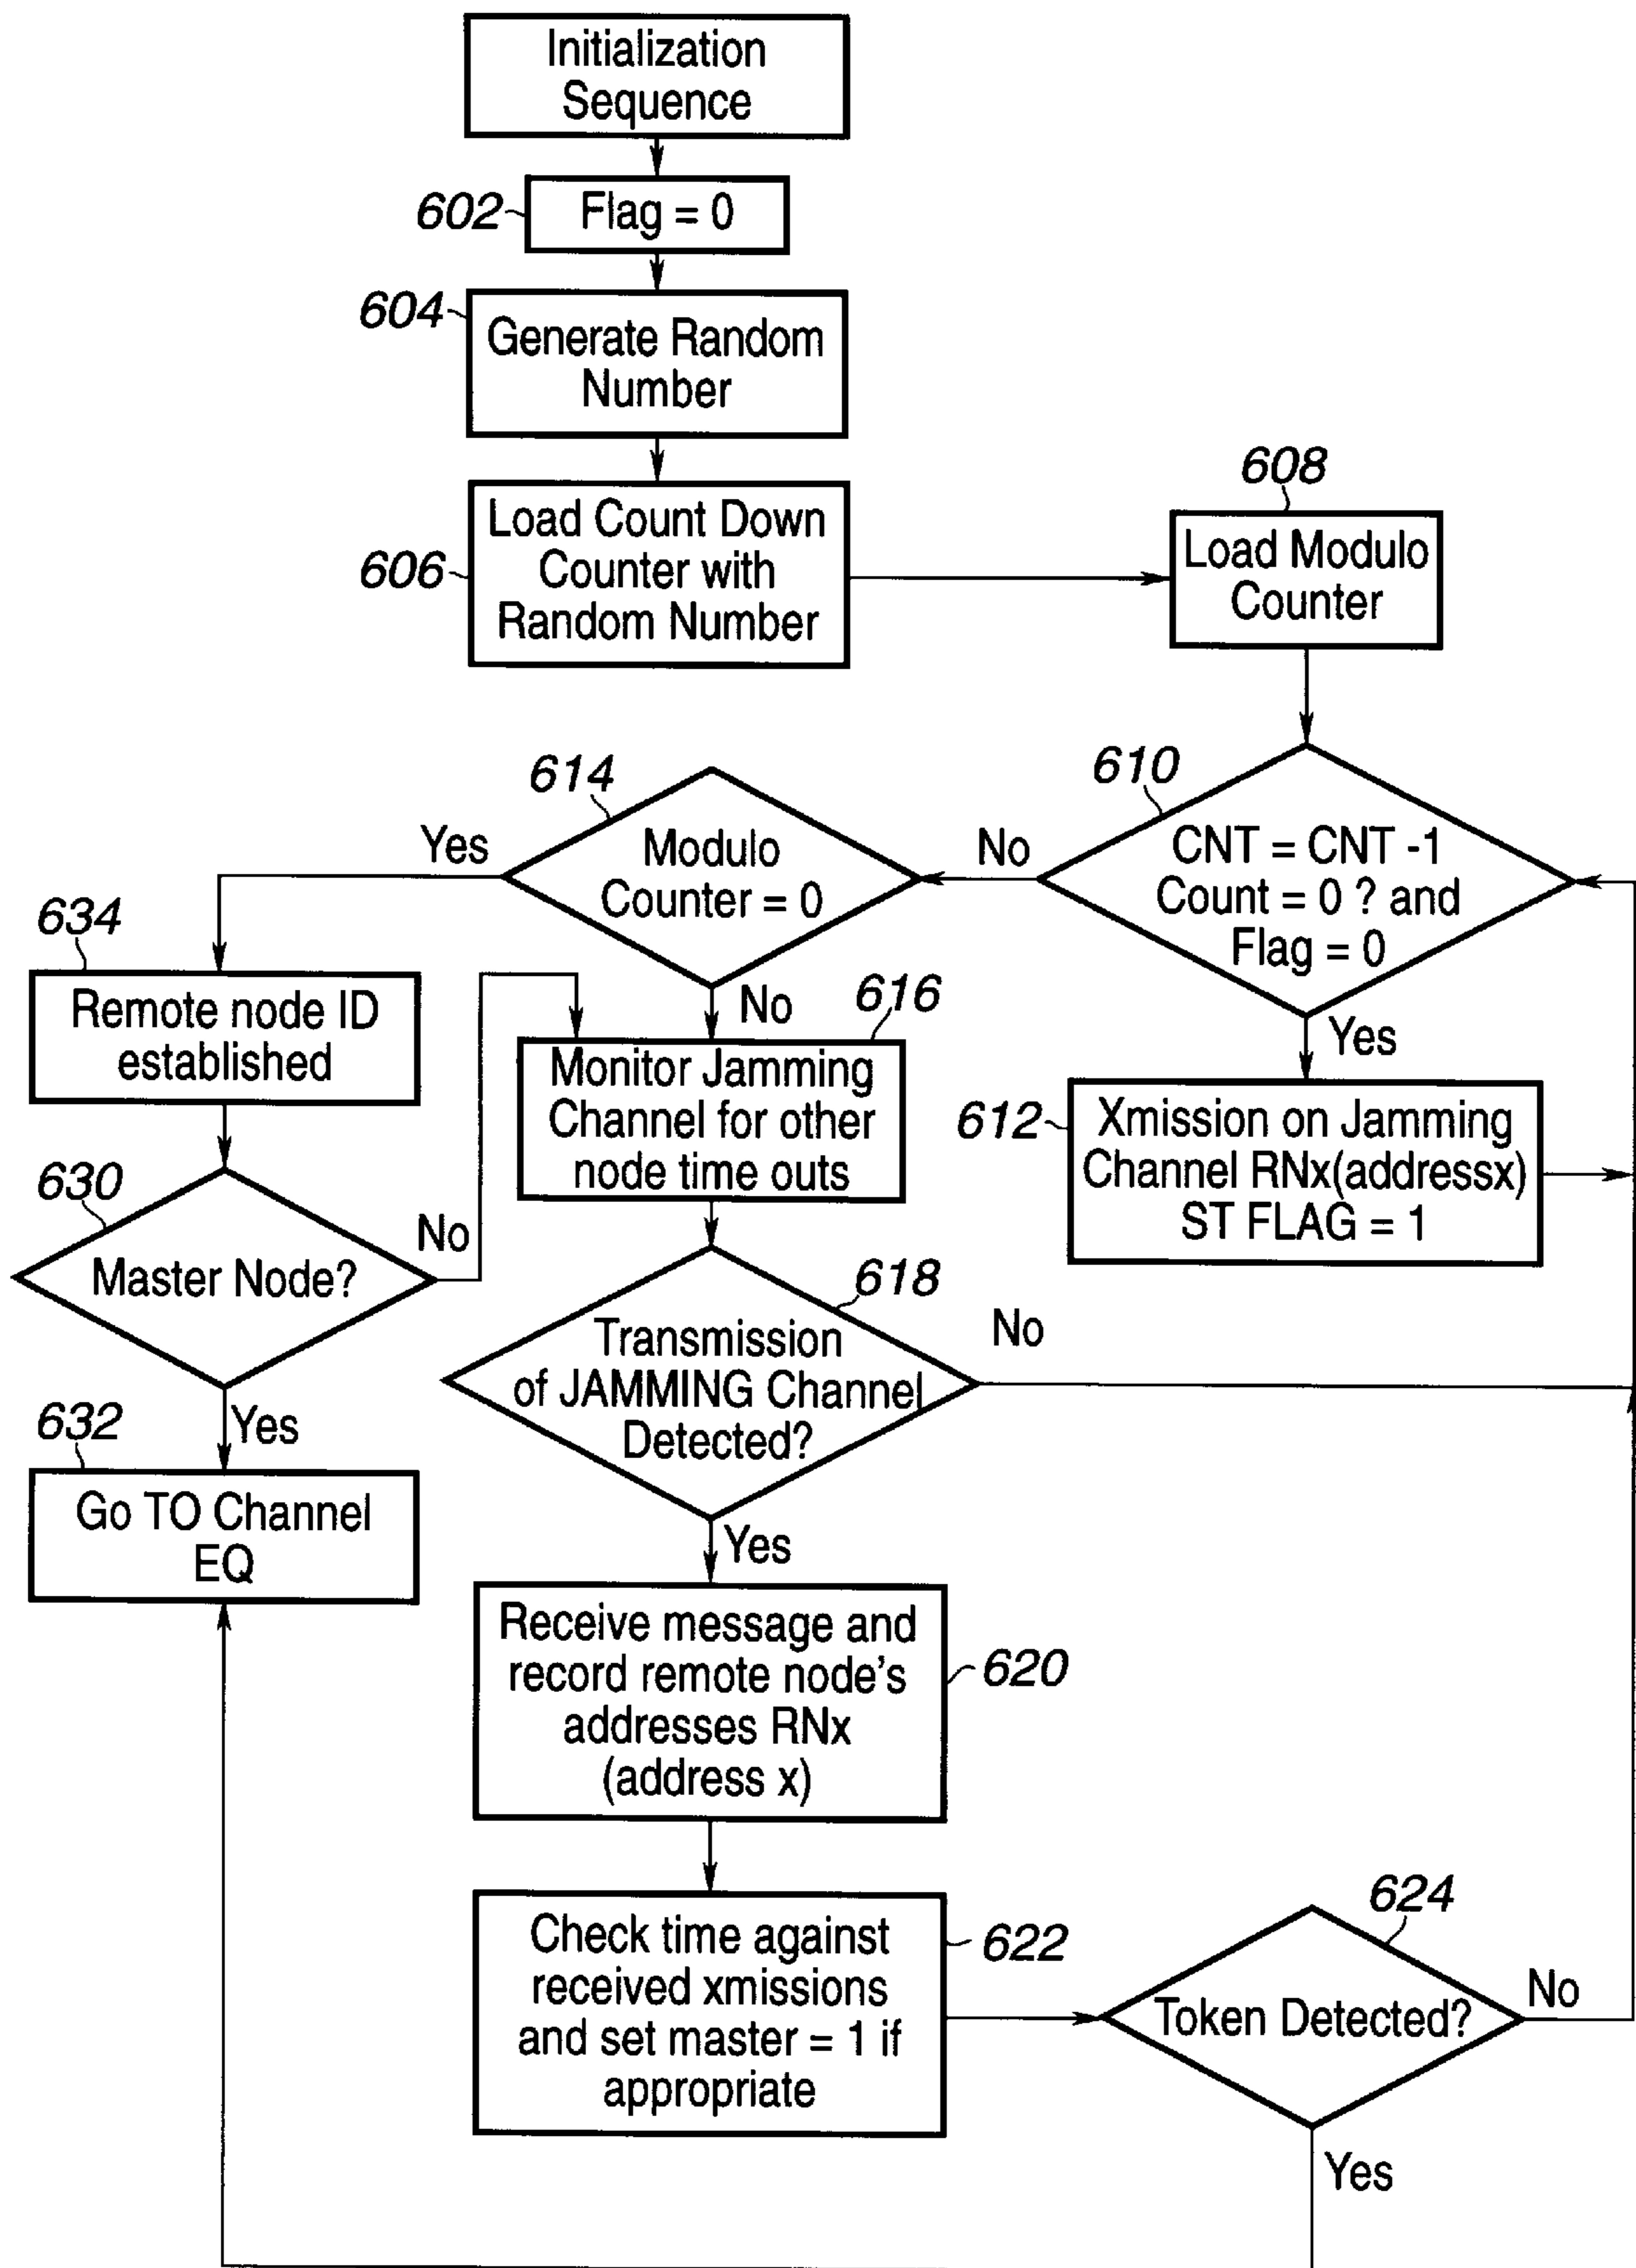 Initialization
Sequence
602
Flag = 0
604
Generate Random
Number
606
Load Count Down
Counter with
Random Number
608
Load Modulo
Counter
610
CNT = CNT -1
Count = 0 ? and
Flag = 0
No
Yes
612
Xmission on Jamming
Channel RNx(addressx)
ST FLAG = 1
614
Modulo
Counter = 0
Yes
No
634
Remote node ID
established
630
Master Node?
No
Yes
632
Go TO Channel
EQ
616
Monitor Jamming
Channel for other
node time outs
618
Transmission
of JAMMING Channel
Detected?
No
Yes
Receive message and
record remote node's
addresses RNx
(address x)
620
Check time against
received xmissions
and set master = 1 if
appropriate
622
624
Token Detected?
No
Yes